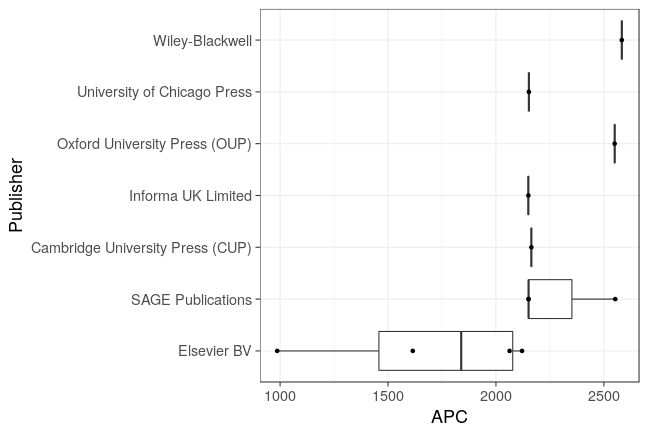 Wiley-Blackwell
University of Chicago Press
Oxford University Press (OUP)
Informa UK Limited
Cambridge University Press (CUP)
SAGE Publications
Elsevier BV
Publisher
1000 1500 2000 2500
APC